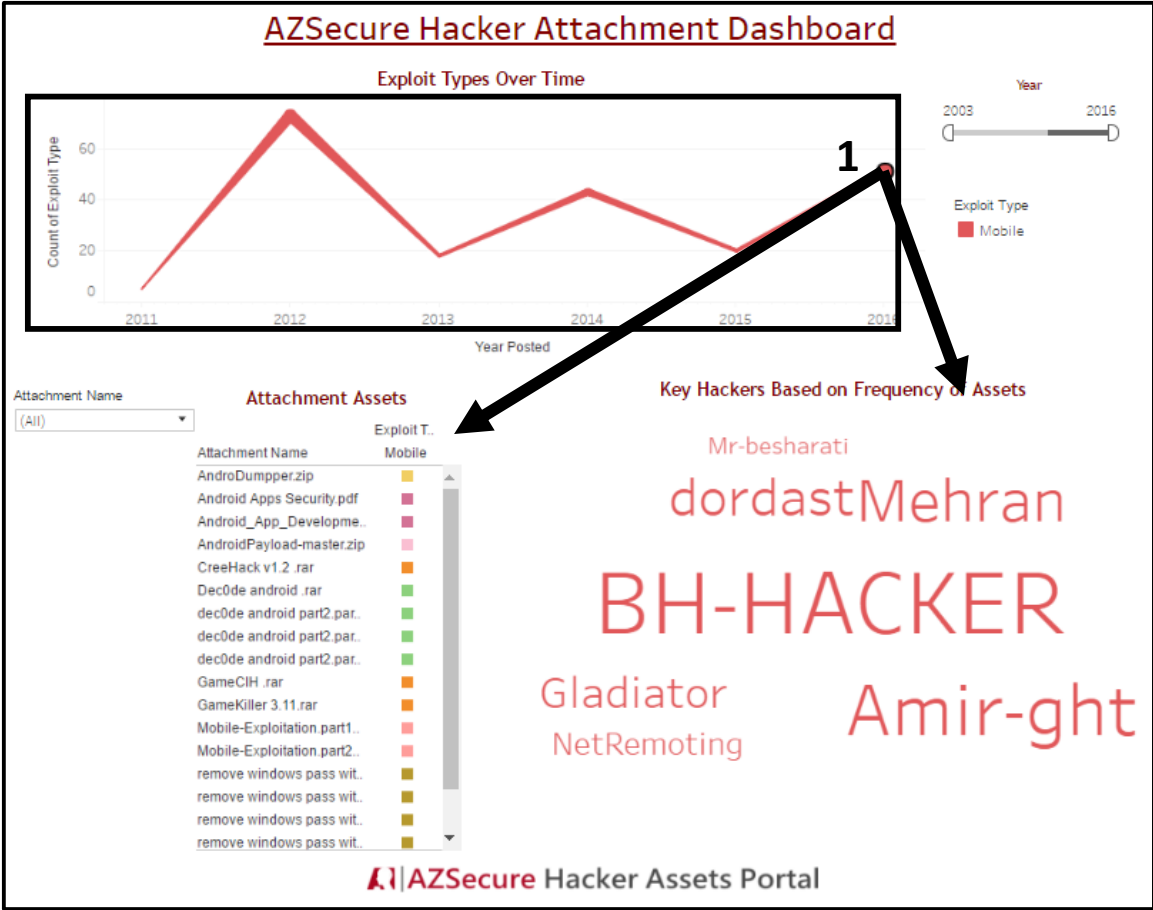 AZSecure Hacker Attachment Dashboard
Exploit Types Over Time
Year
2003 2016
Count of Exploit Type
60
40
20
0
1
Exploit Type
Mobile
2011 2012 2013 2014 2015 2016
Year Posted
Attachment Name
(All)
Attachment Assets
Exploit T..
Attachment Name Mobile
AndroDumpper.zip
Android Apps Security.pdf
Android_App_Developme..
AndroidPayload-master.zip
CreeHack v1.2 .rar
Dec0de android .rar
dec0de android part2.par..
dec0de android part2.par..
dec0de android part2.par..
GameCIH .rar
GameKiller 3.11.rar
Mobile-Exploitation.part1..
Mobile-Exploitation.part2..
remove windows pass wit..
remove windows pass wit..
remove windows pass wit..
remove windows pass wit..
Key Hackers Based on Frequency of Assets
Mr-besharati
dordast Mehran
BH-HACKER
Gladiator
Amir-ght
NetRemoting
AZSecure Hacker Assets Portal